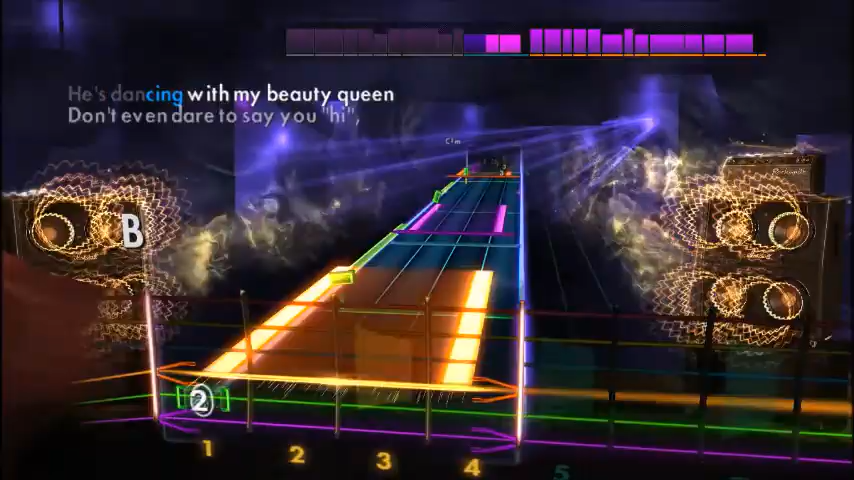 He's dancing with my beauty queen
Don't even dare to say you "hi",
C#m
B
2
1 2 3 4 5